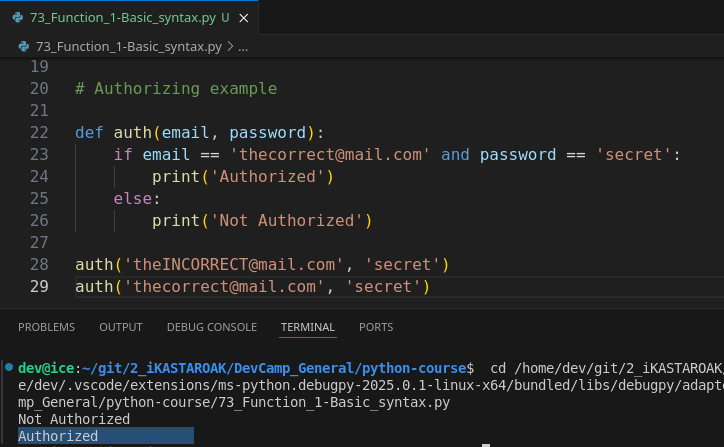 73_Function_1-Basic_syntax.py U ×
73_Function_1-Basic_syntax.py > ...
19
20 # Authorizing example
21
22 def auth(email, password):
23     if email == 'thecorrect@mail.com' and password == 'secret':
24         print('Authorized')
25     else:
26         print('Not Authorized')
27
28 auth('theINCORRECT@mail.com', 'secret')
29 auth('thecorrect@mail.com', 'secret')
PROBLEMS OUTPUT DEBUG CONSOLE TERMINAL PORTS
dev@ice:~/git/2_iKASTAROAK/DevCamp_General/python-course$  cd /home/dev/git/2_iKASTAROAK/
e/dev/.vscode/extensions/ms-python.debugpy-2025.0.1-linux-x64/bundled/libs/debugpy/adapt
mp_General/python-course/73_Function_1-Basic_syntax.py
Not Authorized
Authorized